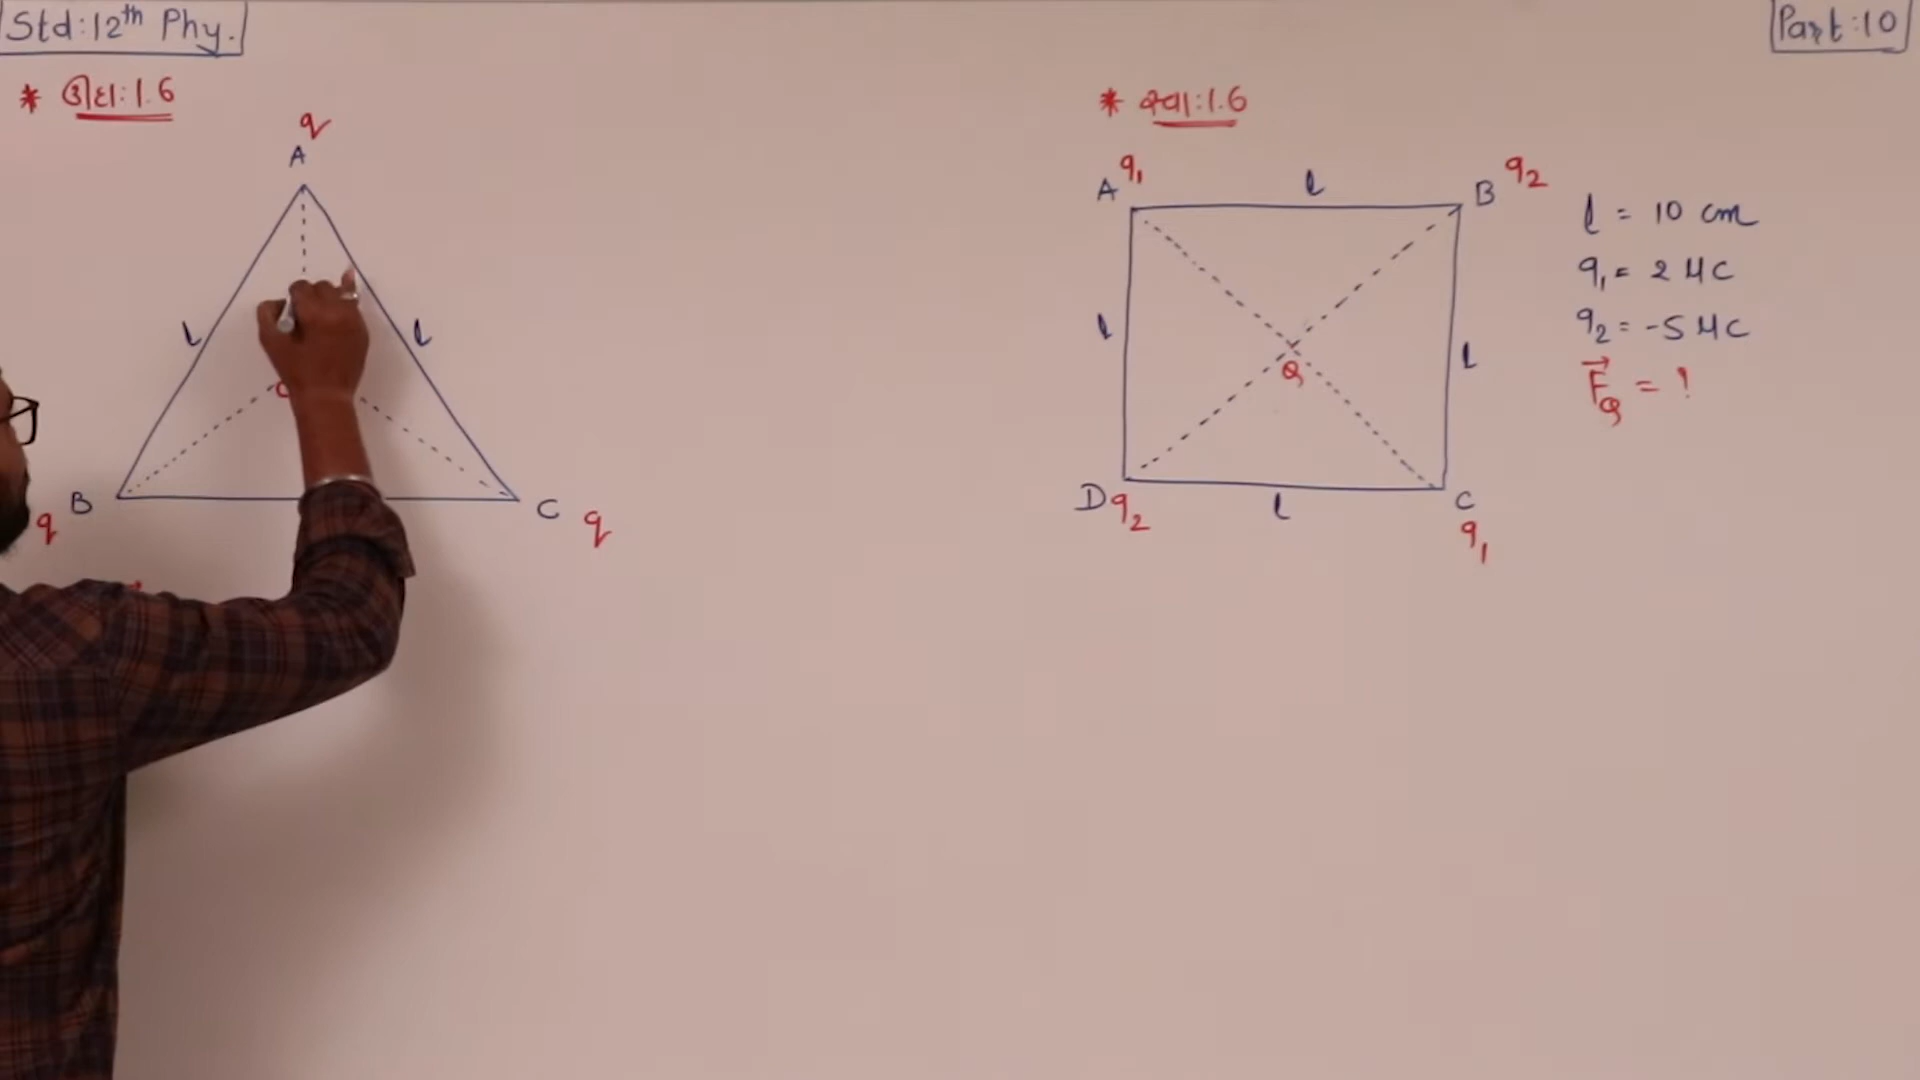 Std:12th Phy.
Part:10
* ઉદા:1.6
q
A
l
l
B
C
q
q
* સ્વા:1.6
A q₁
l
B q₂
l
l
Q
D q₂
l
C
q₁
l = 10 cm
q₁ = 2 μC
q₂ = -5 μC
F⃗_Q = ?